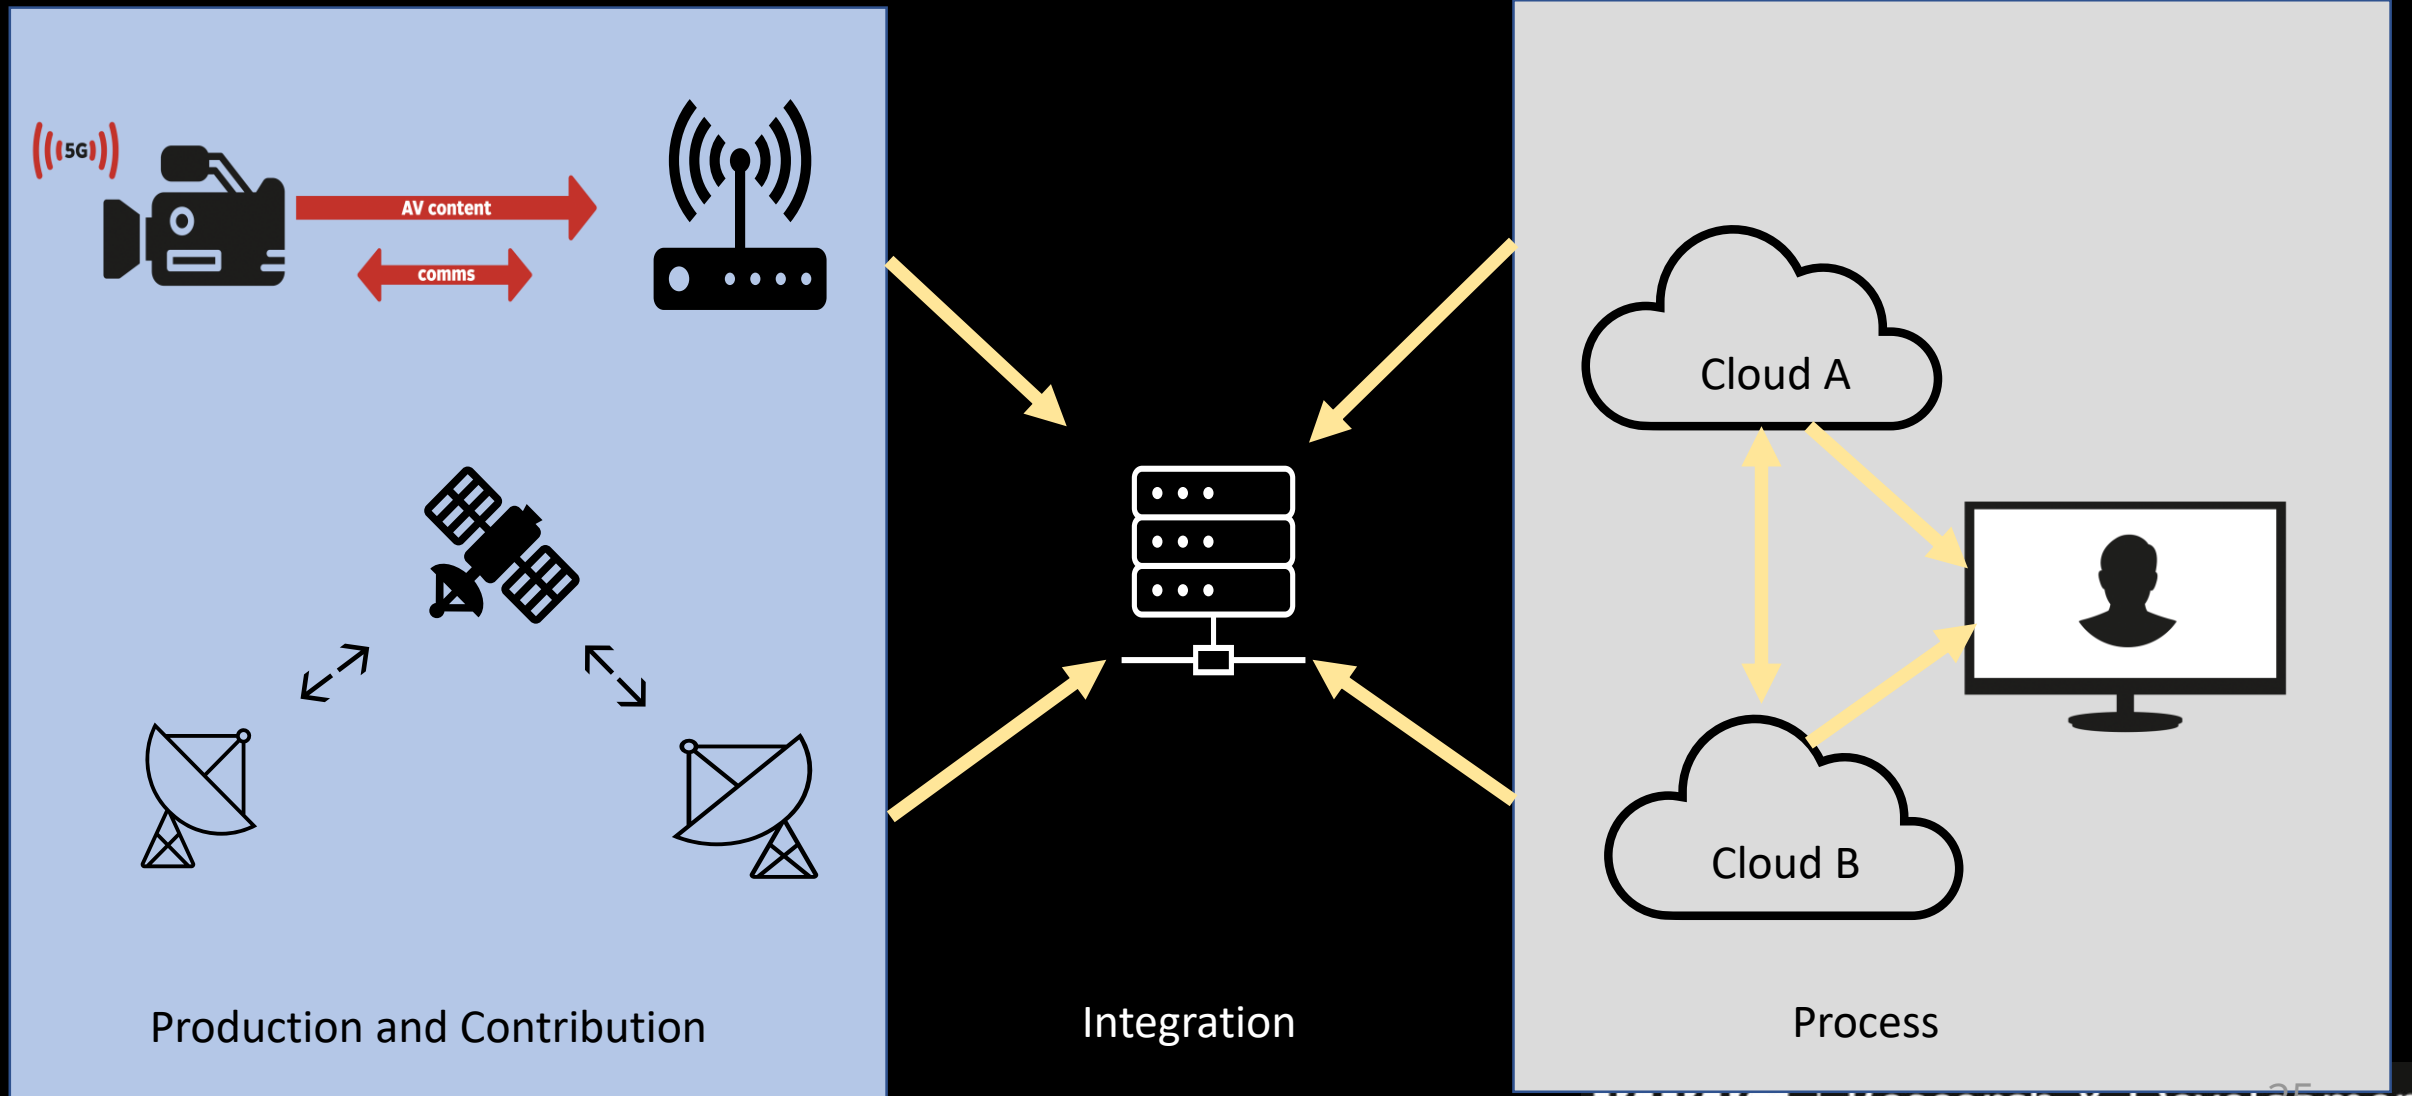 5G
AV content
comms
Cloud A
Cloud B
Production and Contribution
Integration
Process